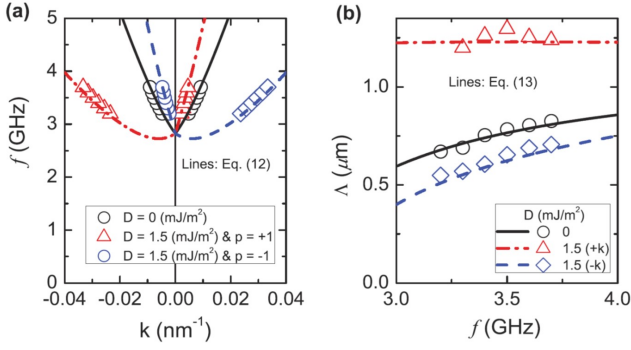 (a)
5
4
3
2
1
0
f (GHz)
Lines: Eq. (12)
D = 0 (mJ/m²)
D = 1.5 (mJ/m²) & p = +1
D = 1.5 (mJ/m²) & p = -1
-0.04 -0.02 0.00 0.02 0.04
k (nm⁻¹)
(b)
1.0
0.5
0.0
Λ (μm)
Lines: Eq. (13)
D (mJ/m²)
0
1.5 (+k)
1.5 (-k)
3.0 3.5 4.0
f (GHz)